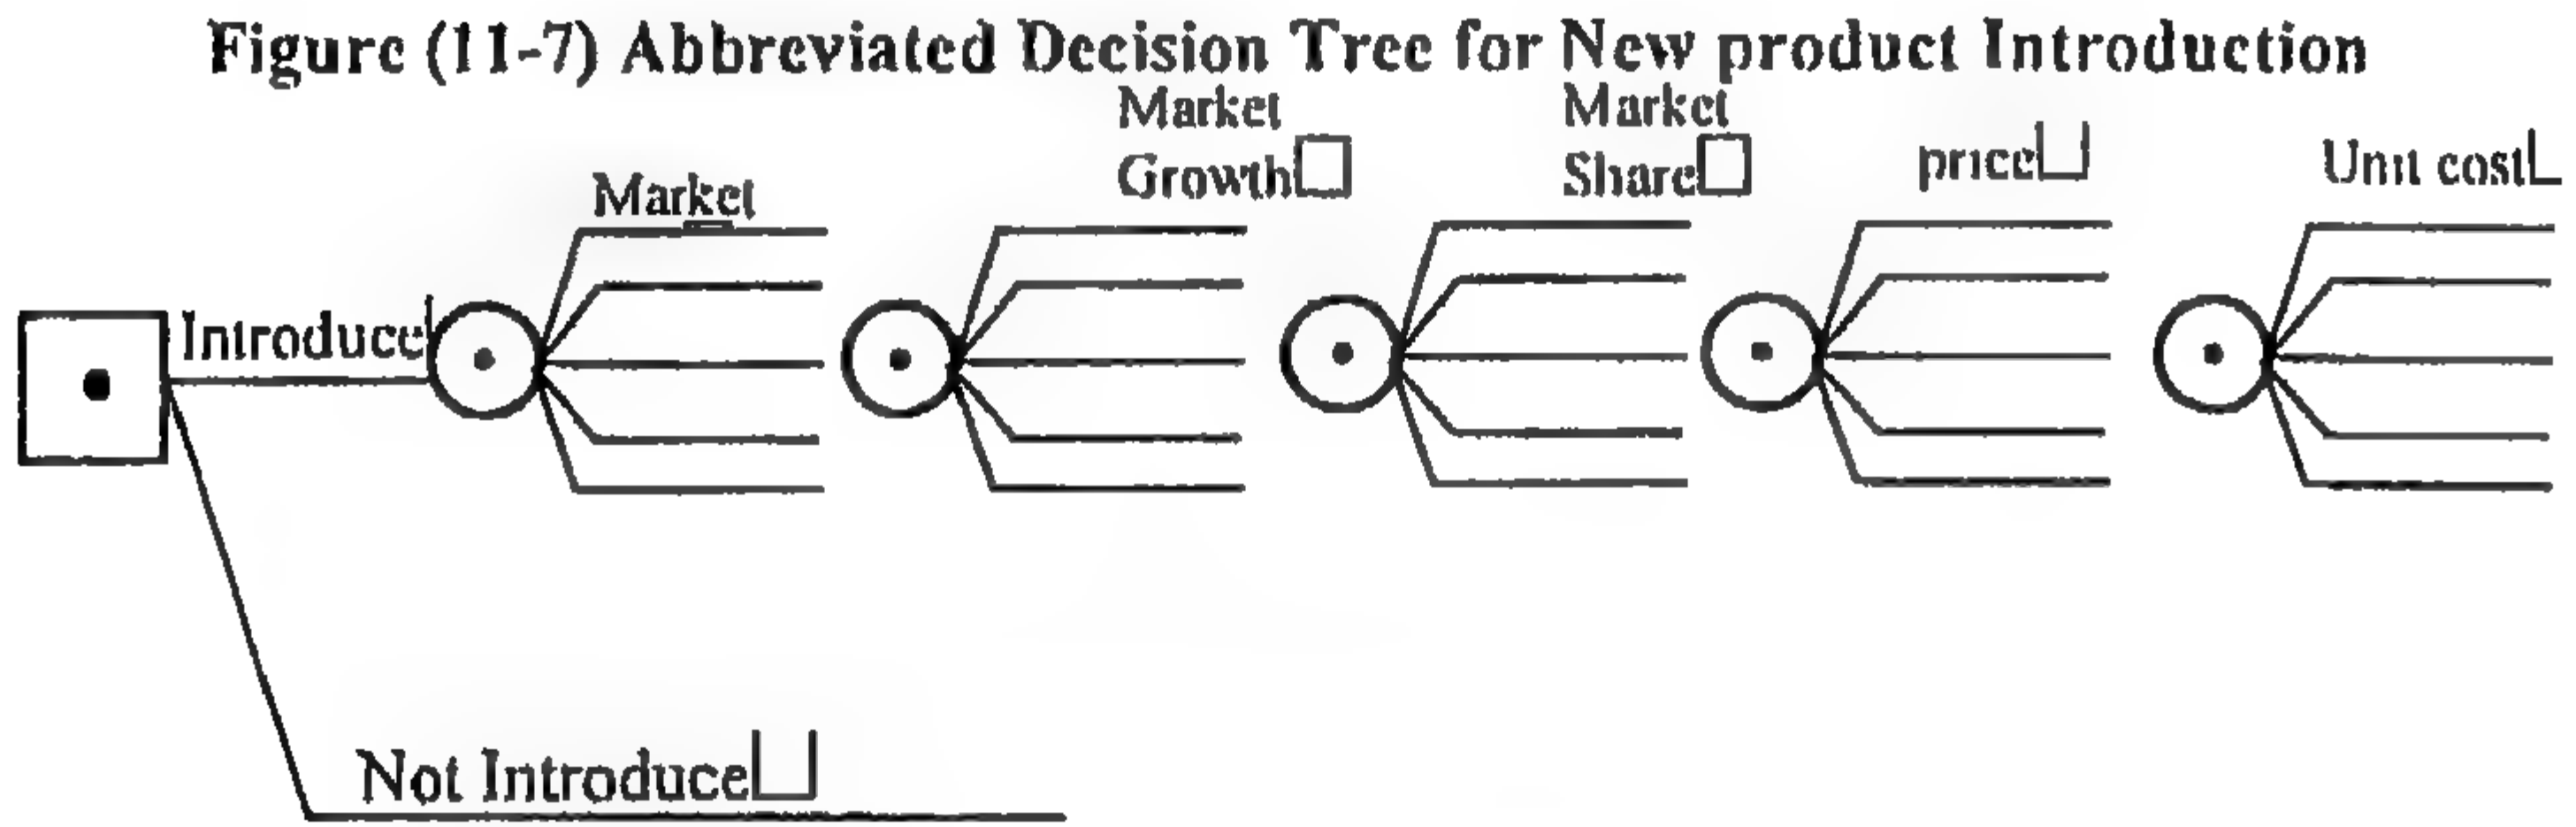 Figure (11-7) Abbreviated Decision Tree for New product Introduction
Market Growth
Market Share
price
Unit cost
Market
Introduce
Not Introduce